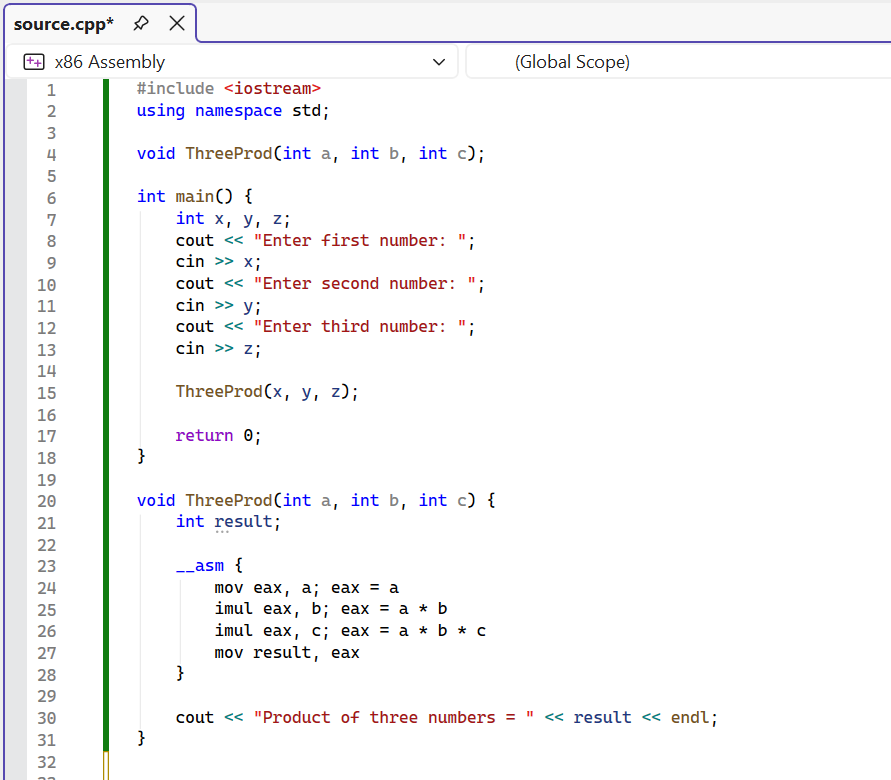 source.cpp*
x86 Assembly (Global Scope)
1 #include <iostream>
2 using namespace std;
3
4 void ThreeProd(int a, int b, int c);
5
6 int main() {
7 int x, y, z;
8 cout << "Enter first number: ";
9 cin >> x;
10 cout << "Enter second number: ";
11 cin >> y;
12 cout << "Enter third number: ";
13 cin >> z;
14
15 ThreeProd(x, y, z);
16
17 return 0;
18 }
19
20 void ThreeProd(int a, int b, int c) {
21 int result;
22
23 __asm {
24 mov eax, a; eax = a
25 imul eax, b; eax = a * b
26 imul eax, c; eax = a * b * c
27 mov result, eax
28 }
29
30 cout << "Product of three numbers = " << result << endl;
31 }
32